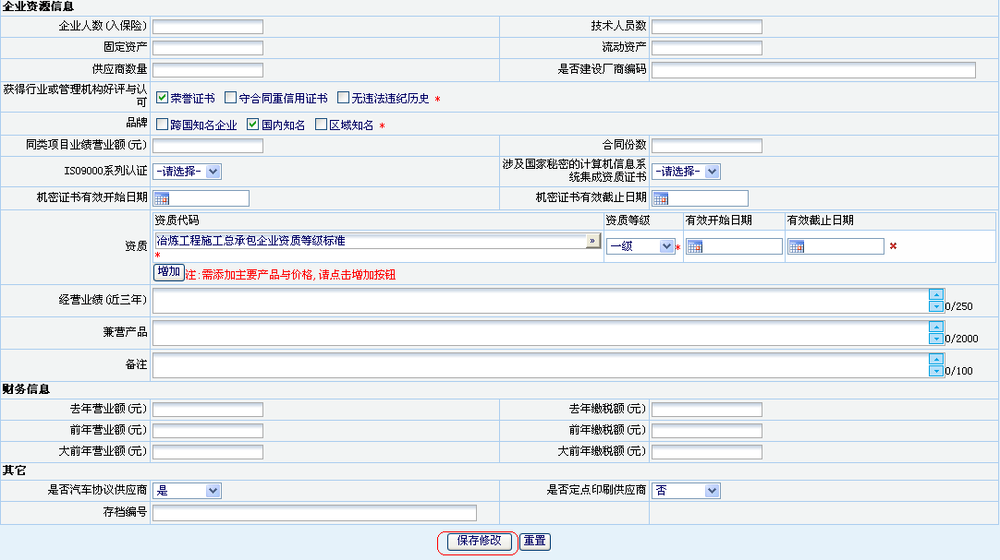 企业资源信息
企业人数(入保险) 技术人员数
固定资产 流动资产
供应商数量 是否建设厂商编码
获得行业或管理机构好评与认
可 荣誉证书 守合同重信用证书 无违法违纪历史 *
品牌 跨国知名企业 国内知名 区域知名 *
同类项目业绩营业额(元) 合同份数
ISO9000系列认证 -请选择- 涉及国家秘密的计算机信息系
统集成资质证书 -请选择-
机密证书有效开始日期 机密证书有效截止日期
资质代码 资质等级 有效开始日期 有效截止日期
资质 冶炼工程施工总承包企业资质等级标准 » 一级 *
*
增加 注:需添加主要产品与价格,请点击增加按钮
经营业绩(近三年) 0/250
兼营产品 0/2000
备注 0/100
财务信息
去年营业额(元) 去年缴税额(元)
前年营业额(元) 前年缴税额(元)
大前年营业额(元) 大前年缴税额(元)
其它
是否汽车协议供应商 是 是否定点印刷供应商 否
存档编号
保存修改 重置